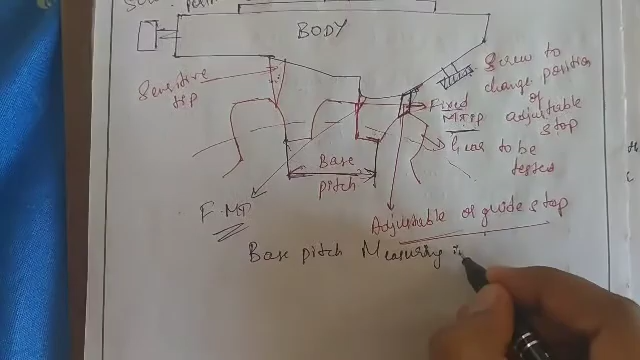 BODY
Sensitive
tip
Screw to
change position
of
adjustable
stop
Fixed
Gear to be
tested
Base
pitch
Adjustable or guide stop
Base pitch Measuring i